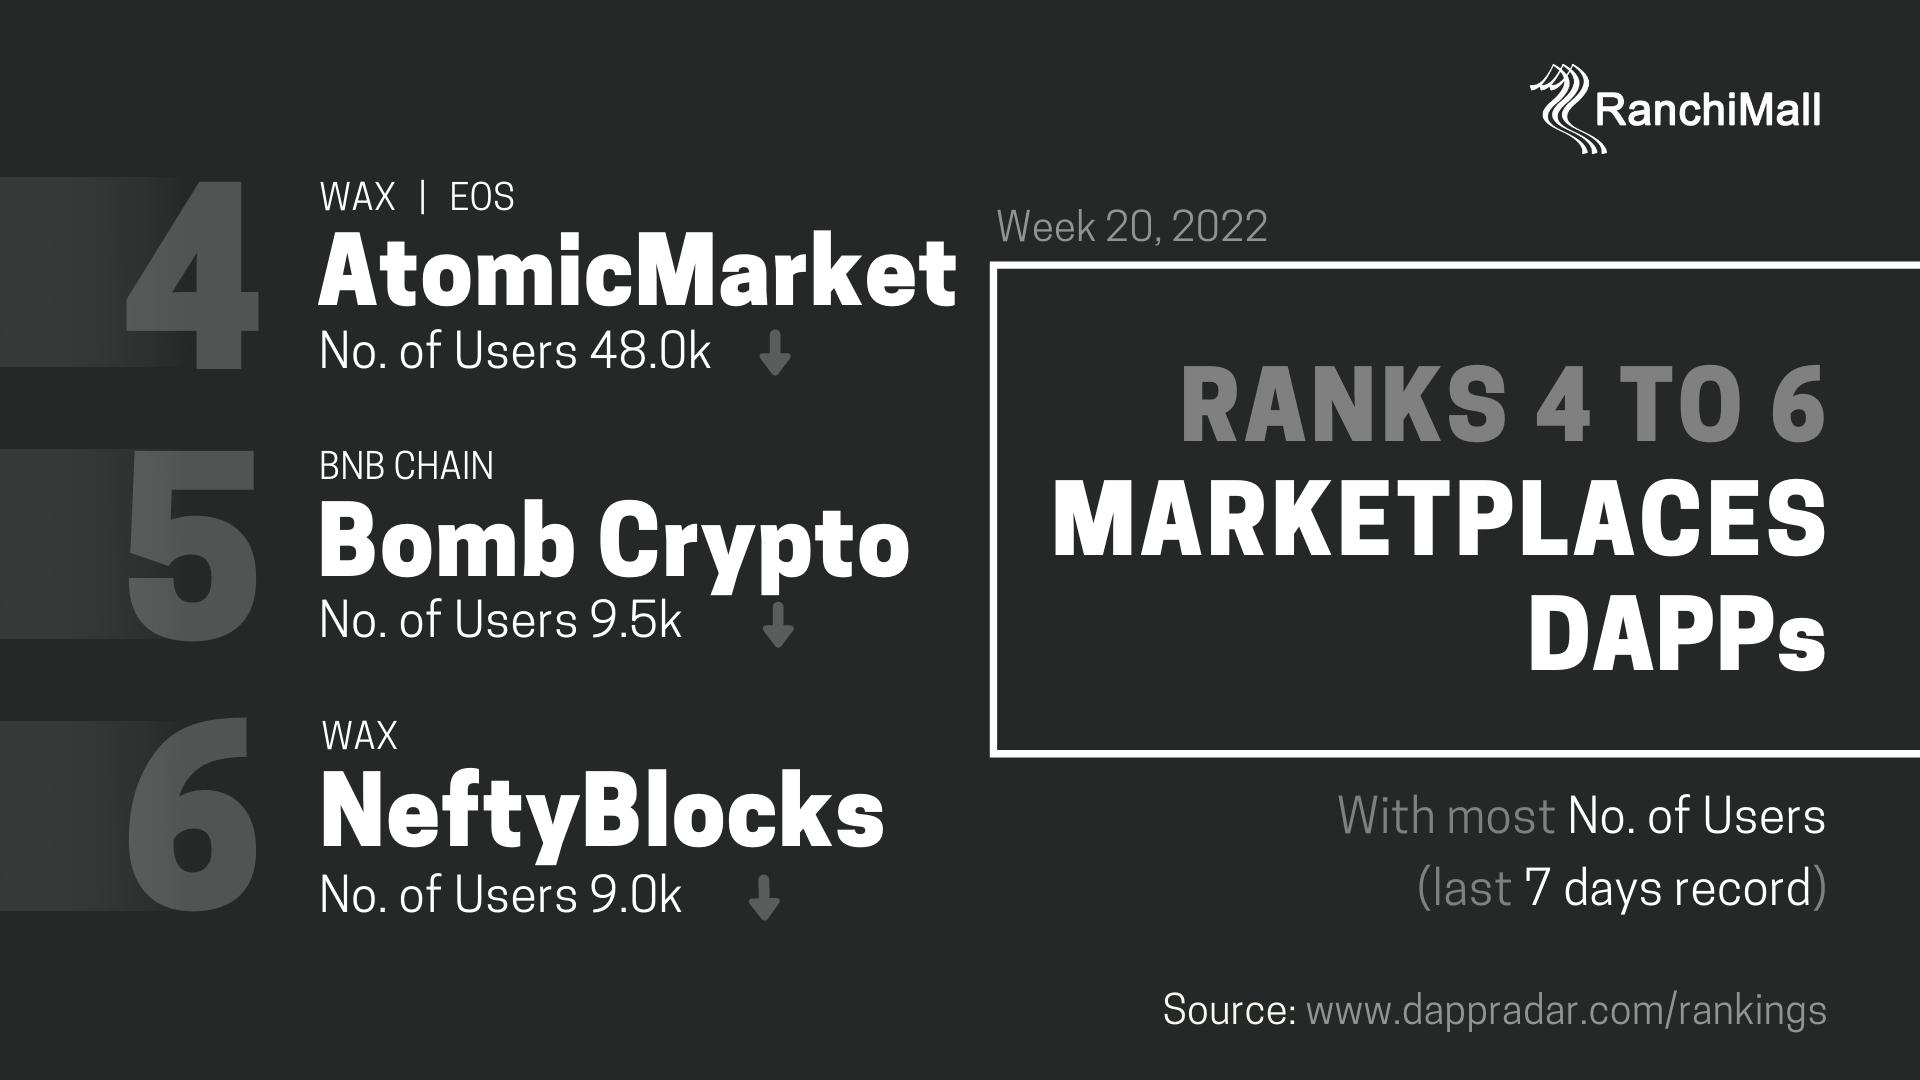 RanchiMall
4
WAX | EOS
AtomicMarket
No. of Users 48.0k
5
BNB CHAIN
Bomb Crypto
No. of Users 9.5k
6
WAX
NeftyBlocks
No. of Users 9.0k
Week 20, 2022
RANKS 4 TO 6
MARKETPLACES
DAPPs
With most No. of Users
(last 7 days record)
Source: www.dappradar.com/rankings